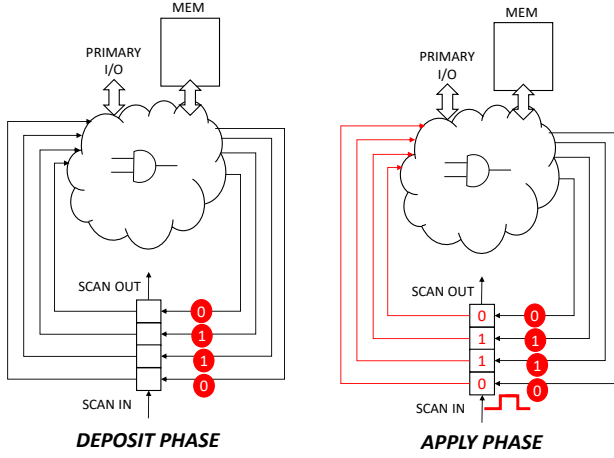 MEM
PRIMARY
I/O
SCAN OUT
0
1
1
0
SCAN IN
DEPOSIT PHASE
MEM
PRIMARY
I/O
SCAN OUT
0 0
1 1
1 1
0 0
SCAN IN
APPLY PHASE